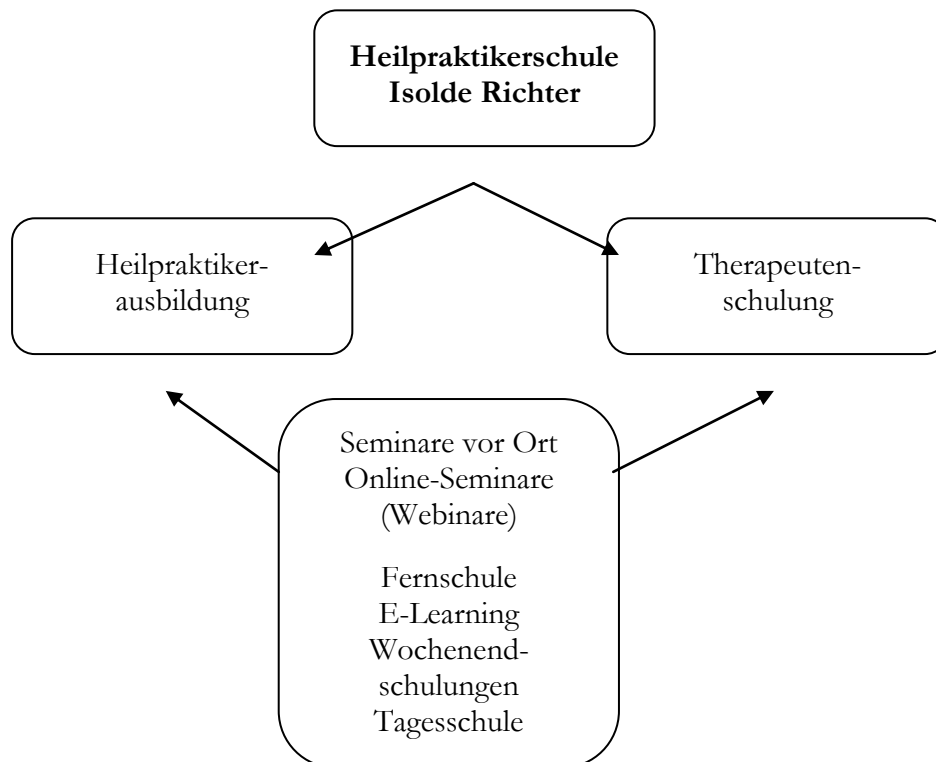 Heilpraktikerschule
Isolde Richter
Heilpraktiker-
ausbildung
Therapeuten-
schulung
Seminare vor Ort
Online-Seminare
(Webinare)
Fernschule
E-Learning
Wochenend-
schulungen
Tagesschule